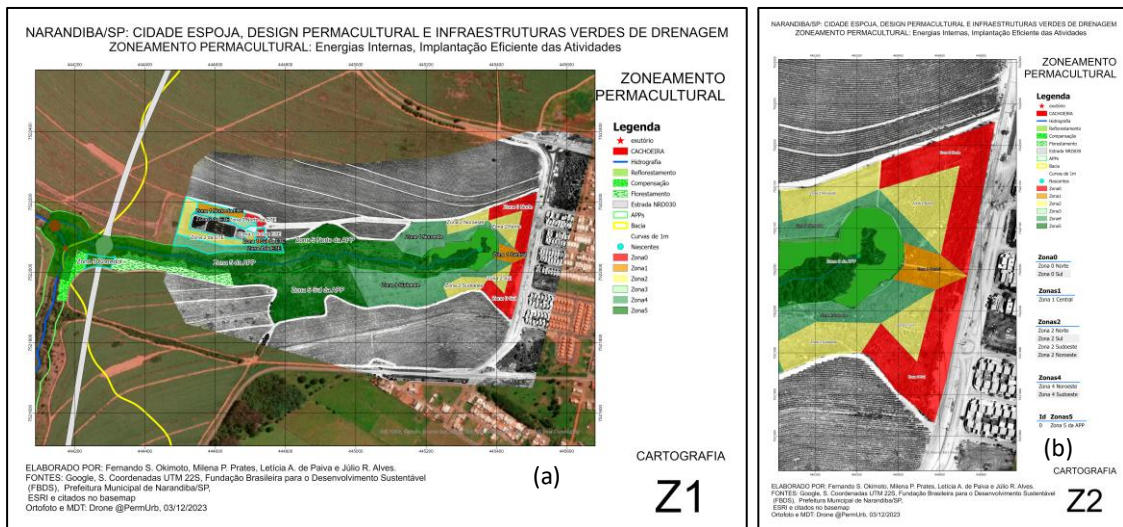 NARANDIBA/SP: CIDADE ESPOJA, DESIGN PERMACULTURAL E INFRAESTRUTURAS VERDES DE DRENAGEM
ZONEAMENTO PERMACULTURAL: Energias Internas, Implantação Eficiente das Atividades
ZONEAMENTO
PERMACULTURAL
Legenda
exutório
CACHOEIRA
Hidrografia
Reflorestamento
Compensação
Florestamento
Estrada NRD030
APPs
Bacia
Curvas de 1m
Nascentes
Zona0
Zona1
Zona2
Zona3
Zona4
Zona5
Zona 5 Norte da APP
Zona 5 da APP
Zona 5 Sul da APP
CARTOGRAFIA
ELABORADO POR: Fernando S. Okimoto, Milena P. Prates, Letícia A. de Paiva e Júlio R. Alves.
FONTES: Google, S. Coordenadas UTM 22S, Fundação Brasileira para o Desenvolvimento Sustentável
(FBDS), Prefeitura Municipal de Narandiba/SP,
ESRI e citados no basemap
Ortofoto e MDT: Drone @PermUrb, 03/12/2023
(a)
Z1
NARANDIBA/SP: CIDADE ESPOJA, DESIGN PERMACULTURAL E INFRAESTRUTURAS VERDES DE DRENAGEM
ZONEAMENTO PERMACULTURAL: Energias Internas, Implantação Eficiente das Atividades
ZONEAMENTO
PERMACULTURAL
Legenda
exutório
CACHOEIRA
Hidrografia
Reflorestamento
Compensação
Florestamento
Estrada NRD030
APPs
Bacia
Curvas de 1m
Nascentes
Zona0
Zona1
Zona2
Zona3
Zona4
Zona5
Zona0
Zona 0 Norte
Zona 0 Sul
Zonas1
Zona 1 Central
Zonas2
Zona 2 Norte
Zona 2 Sul
Zona 2 Sudoeste
Zona 2 Noroeste
Zonas4
Zona 4 Noroeste
Zona 4 Sudoeste
Id Zonas5
0 Zona 5 da APP
Zona 5 da APP
(b)
CARTOGRAFIA
ELABORADO POR: Fernando S. Okimoto, Milena P. Prates, Letícia A. de Paiva e Júlio R. Alves.
FONTES: Google, S. Coordenadas UTM 22S, Fundação Brasileira para o Desenvolvimento Sustentável
(FBDS), Prefeitura Municipal de Narandiba/SP,
ESRI e citados no basemap
Ortofoto e MDT: Drone @PermUrb, 03/12/2023
Z2